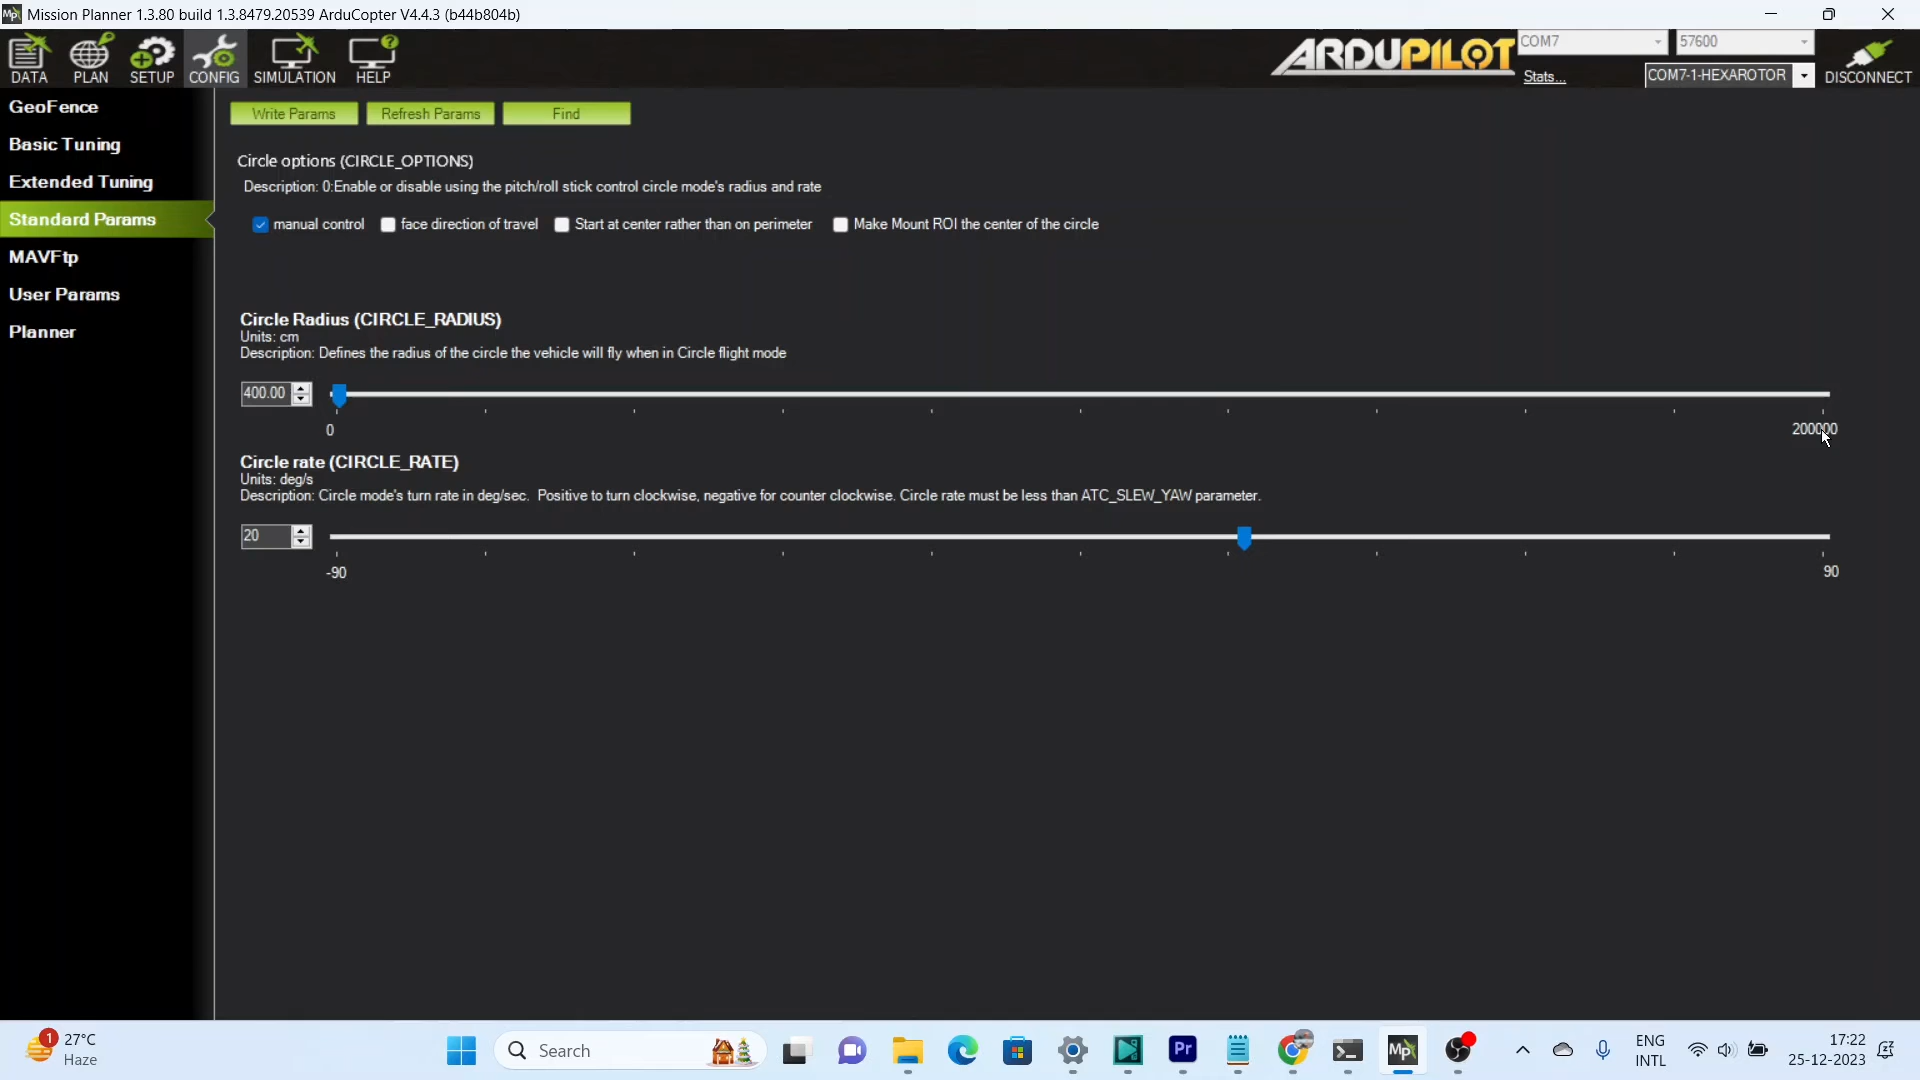 Mission Planner 1.3.80 build 1.3.8479.20539 ArduCopter V4.4.3 (b44b804b)
DATA PLAN SETUP CONFIG SIMULATION HELP
ARDUPILOT
COM7 57600
Stats... COM7-1-HEXAROTOR DISCONNECT
GeoFence
Basic Tuning
Extended Tuning
Standard Params
MAVFtp
User Params
Planner
Write Params Refresh Params Find
Circle options (CIRCLE_OPTIONS)
Description: 0:Enable or disable using the pitch/roll stick control circle mode's radius and rate
manual control face direction of travel Start at center rather than on perimeter Make Mount ROI the center of the circle
Circle Radius (CIRCLE_RADIUS)
Units: cm
Description: Defines the radius of the circle the vehicle will fly when in Circle flight mode
400.00
0 200000
Circle rate (CIRCLE_RATE)
Units: deg/s
Description: Circle mode's turn rate in deg/sec. Positive to turn clockwise, negative for counter clockwise. Circle rate must be less than ATC_SLEW_YAW parameter.
20
-90 90
1 27°C
Haze
Search
Pr
Mp
ENG
INTL
17:22
25-12-2023